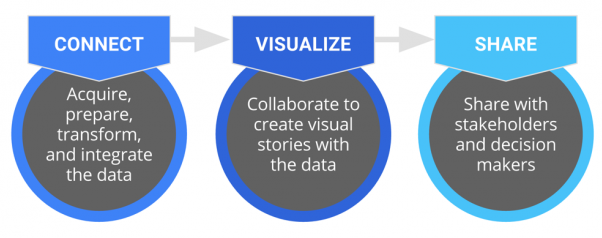 CONNECT
Acquire,
prepare,
transform,
and integrate
the data
VISUALIZE
Collaborate to
create visual
stories with
the data
SHARE
Share with
stakeholders
and decision
makers